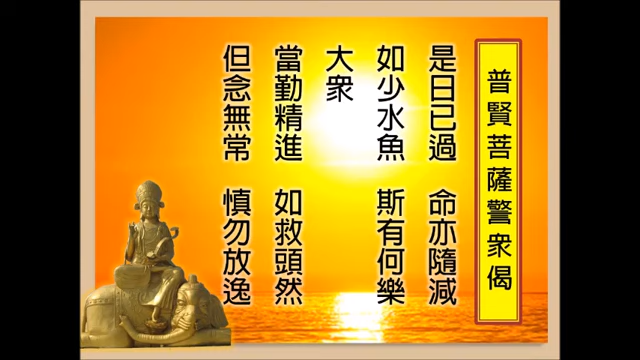 普賢菩薩警衆偈
是日已過　命亦隨減
如少水魚　斯有何樂
大衆
當勤精進　如救頭然
但念無常　慎勿放逸